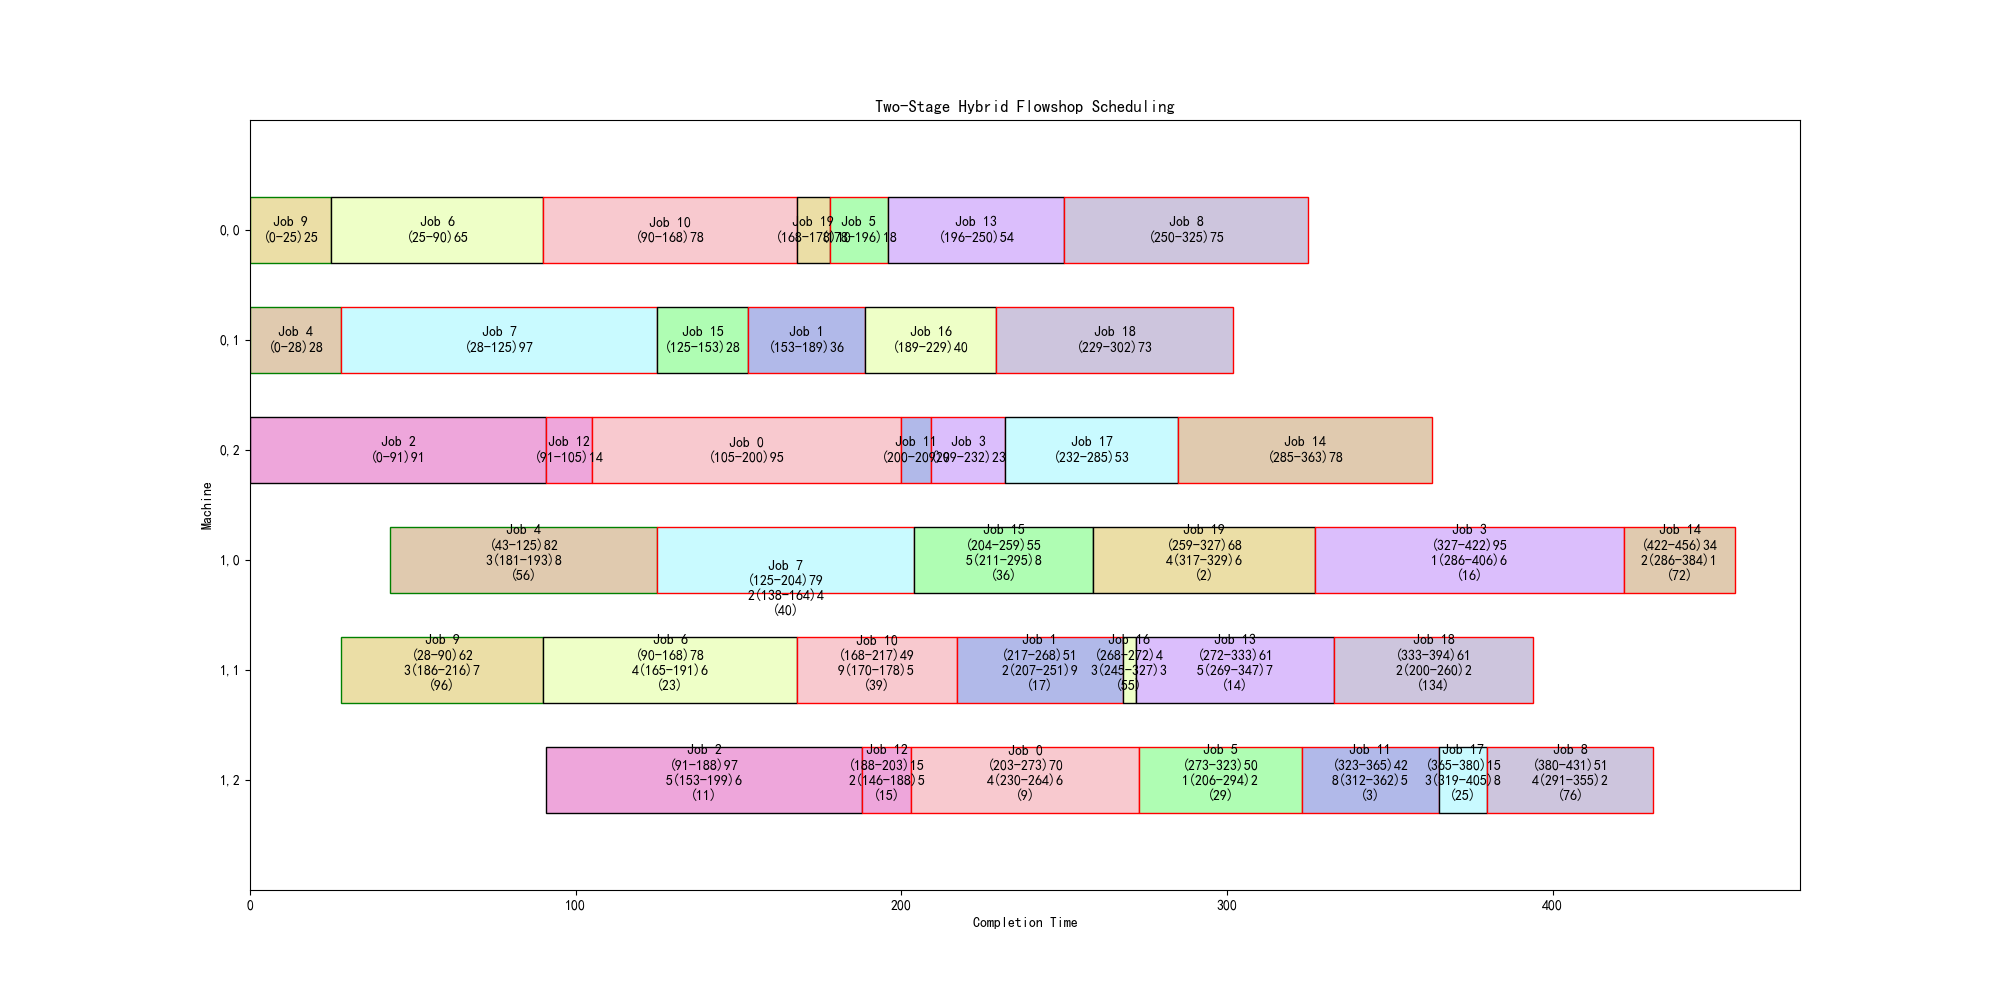 Two-Stage Hybrid Flowshop Scheduling
Machine
0,0
Job 9
(0-25)25
Job 6
(25-90)65
Job 10
(90-168)78
Job 19
Job 5
Job 13
(196-250)54
Job 8
(250-325)75
0,1
Job 4
(0-28)28
Job 7
(28-125)97
Job 15
(125-153)28
Job 1
(153-189)36
Job 16
(189-229)40
Job 18
(229-302)73
0,2
Job 2
(0-91)91
Job 12
(91-105)14
Job 0
(105-200)95
Job 11
Job 3
Job 17
(232-285)53
Job 14
(285-363)78
1,0
Job 4
(43-125)82
3(181-193)8
(56)
Job 7
(125-204)79
2(138-164)4
(40)
Job 15
(204-259)55
5(211-295)8
(36)
Job 19
(259-327)68
4(317-329)6
(2)
Job 3
(327-422)95
1(286-406)6
(16)
Job 14
(422-456)34
2(286-384)1
(72)
1,1
Job 9
(28-90)62
3(186-216)7
(96)
Job 6
(90-168)78
4(165-191)6
(23)
Job 10
(168-217)49
9(170-178)5
(39)
Job 1
(217-268)51
2(207-251)9
(17)
Job 16
(268-272)4
3(245-327)3
(55)
Job 13
(272-333)61
5(269-347)7
(14)
Job 18
(333-394)61
2(200-260)2
(134)
1,2
Job 2
(91-188)97
5(153-199)6
(11)
Job 12
(188-203)15
2(146-188)5
(15)
Job 0
(203-273)70
4(230-264)6
(9)
Job 5
(273-323)50
1(206-294)2
(29)
Job 11
(323-365)42
8(312-362)5
(3)
Job 17
(365-380)15
3(319-405)8
(25)
Job 8
(380-431)51
4(291-355)2
(76)
0
100
200
300
400
Completion Time